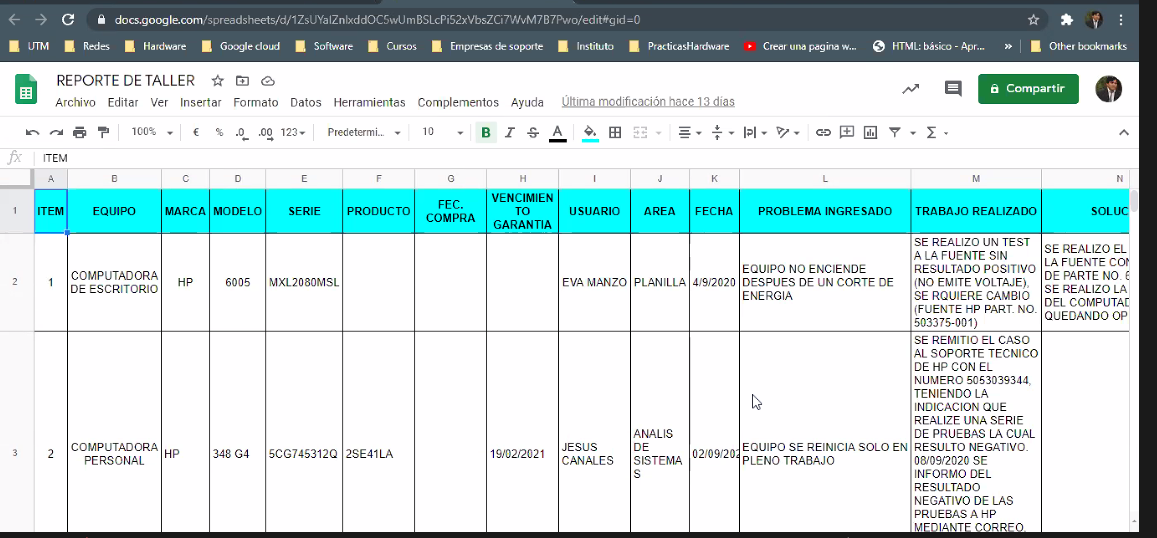 docs.google.com/spreadsheets/d/1ZsUYaIZnIxddOC5wUmBSLcPi52xVbsZCi7WvM7B7Pwo/edit#gid=0
UTM Redes Hardware Google cloud Software Cursos Empresas de soporte Instituto PracticasHardware Crear una pagina w... HTML: básico - Apr... » Other bookmarks
REPORTE DE TALLER
Archivo Editar Ver Insertar Formato Datos Herramientas Complementos Ayuda Última modificación hace 13 días
Compartir
100% € % .0 .00 123 Predetermi... 10 B I S A Σ
fx ITEM
A B C D E F G H I J K L M N
1 ITEM EQUIPO MARCA MODELO SERIE PRODUCTO
FEC.
COMPRA
VENCIMIEN
TO
GARANTIA
USUARIO AREA FECHA PROBLEMA INGRESADO TRABAJO REALIZADO SOLUC
2 1
COMPUTADORA
DE ESCRITORIO
HP 6005 MXL2080MSL EVA MANZO PLANILLA 4/9/2020
EQUIPO NO ENCIENDE
DESPUES DE UN CORTE DE
ENERGIA
SE REALIZO UN TEST
A LA FUENTE SIN
RESULTADO POSITIVO
(NO EMITE VOLTAJE),
SE RQUIERE CAMBIO
(FUENTE HP PART. NO.
503375-001)
SE REALIZO EL
LA FUENTE CON
DE PARTE NO. 6
SE REALIZO LA
DEL COMPUTAD
QUEDANDO OP
3 2
COMPUTADORA
PERSONAL
HP 348 G4 5CG745312Q 2SE41LA 19/02/2021
JESUS
CANALES
ANALIS
DE
SISTEMA
S
02/09/202
EQUIPO SE REINICIA SOLO EN
PLENO TRABAJO
SE REMITIO EL CASO
AL SOPORTE TECNICO
DE HP CON EL
NUMERO 5053039344,
TENIENDO LA
INDICACION QUE
REALIZE UNA SERIE
DE PRUEBAS LA CUAL
RESULTO NEGATIVO.
08/09/2020 SE
INFORMO DEL
RESULTADO
NEGATIVO DE LAS
PRUEBAS A HP
MEDIANTE CORREO,